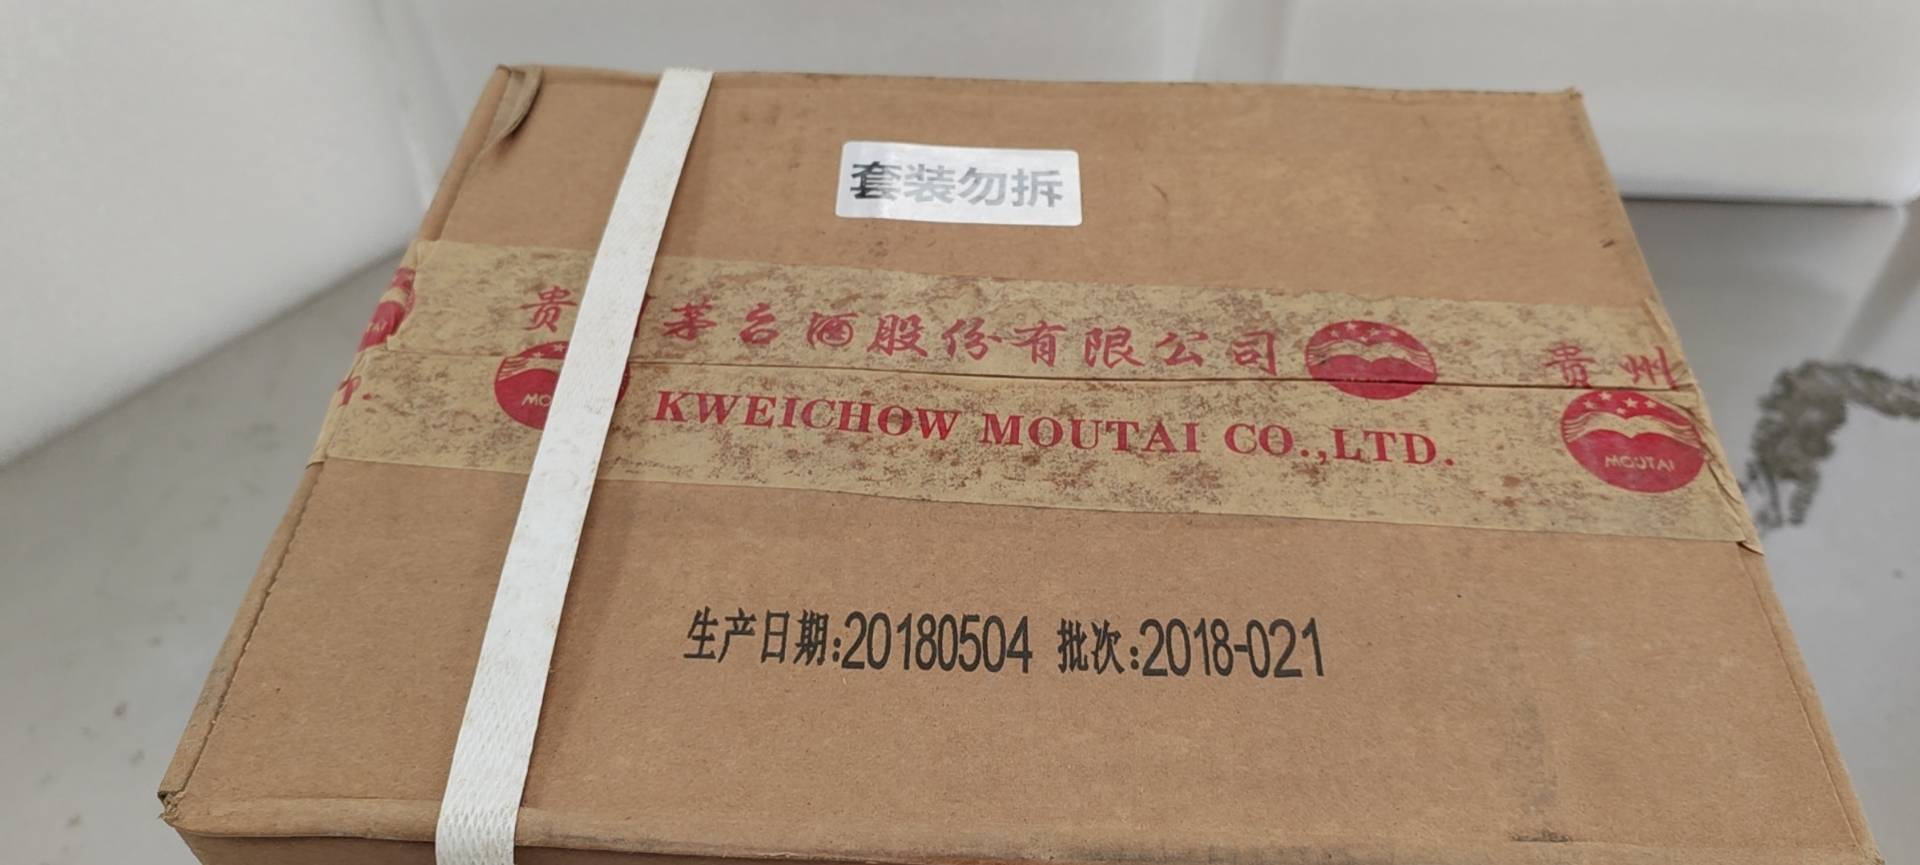 套装勿拆
贵 茅台酒股份有限公司 贵州
KWEICHOW MOUTAI CO.,LTD. MOUTAI
生产日期:20180504 批次:2018-021